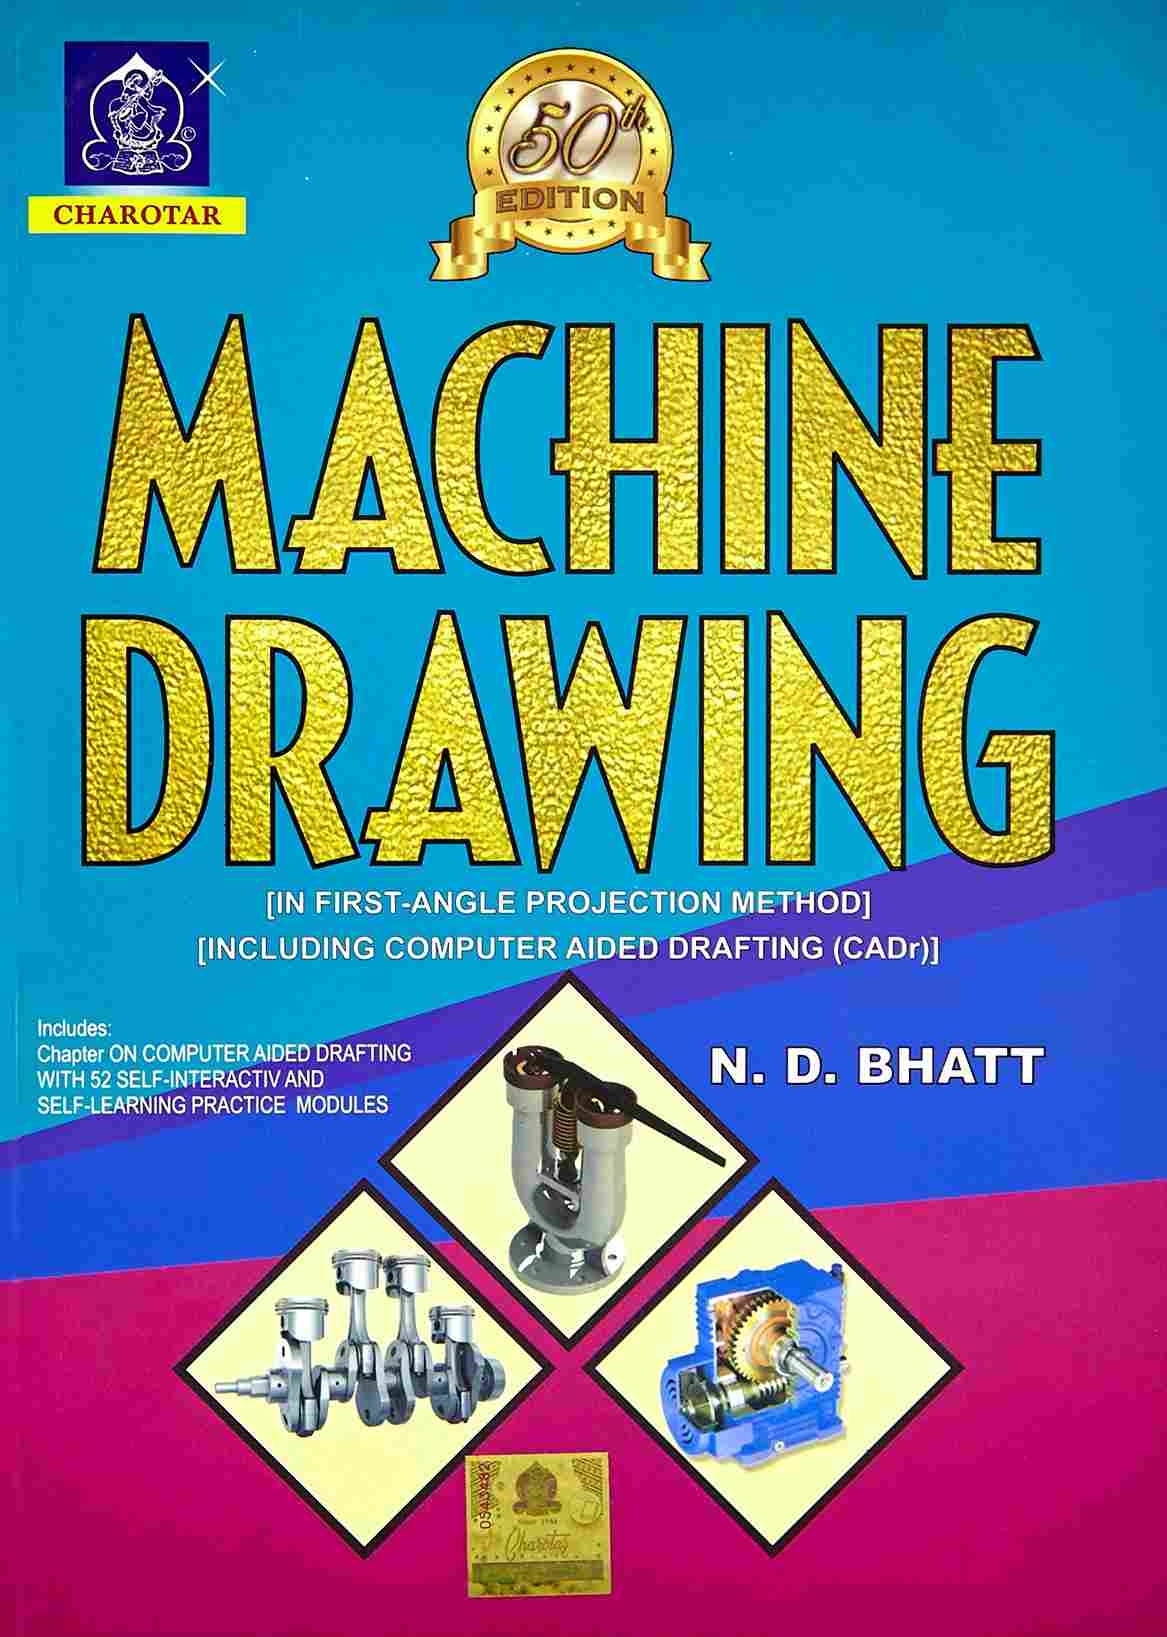 CHAROTAR
©
50th
EDITION
MACHINE
DRAWING
[IN FIRST-ANGLE PROJECTION METHOD]
[INCLUDING COMPUTER AIDED DRAFTING (CADr)]
Includes:
Chapter ON COMPUTER AIDED DRAFTING
WITH 52 SELF-INTERACTIV AND
SELF-LEARNING PRACTICE MODULES
N. D. BHATT
0543482
Charotar